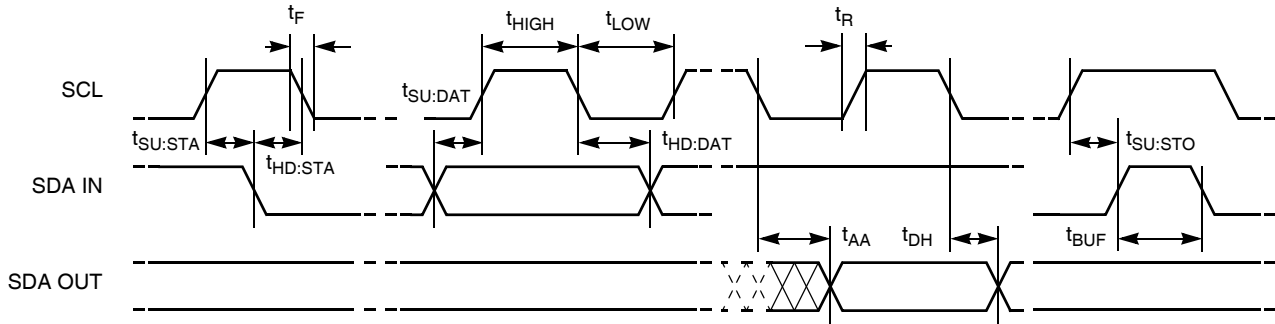 tF
tHIGH
tLOW
tR
SCL
tSU:DAT
tSU:STA
tHD:STA
tHD:DAT
tSU:STO
SDA IN
tAA
tDH
tBUF
SDA OUT